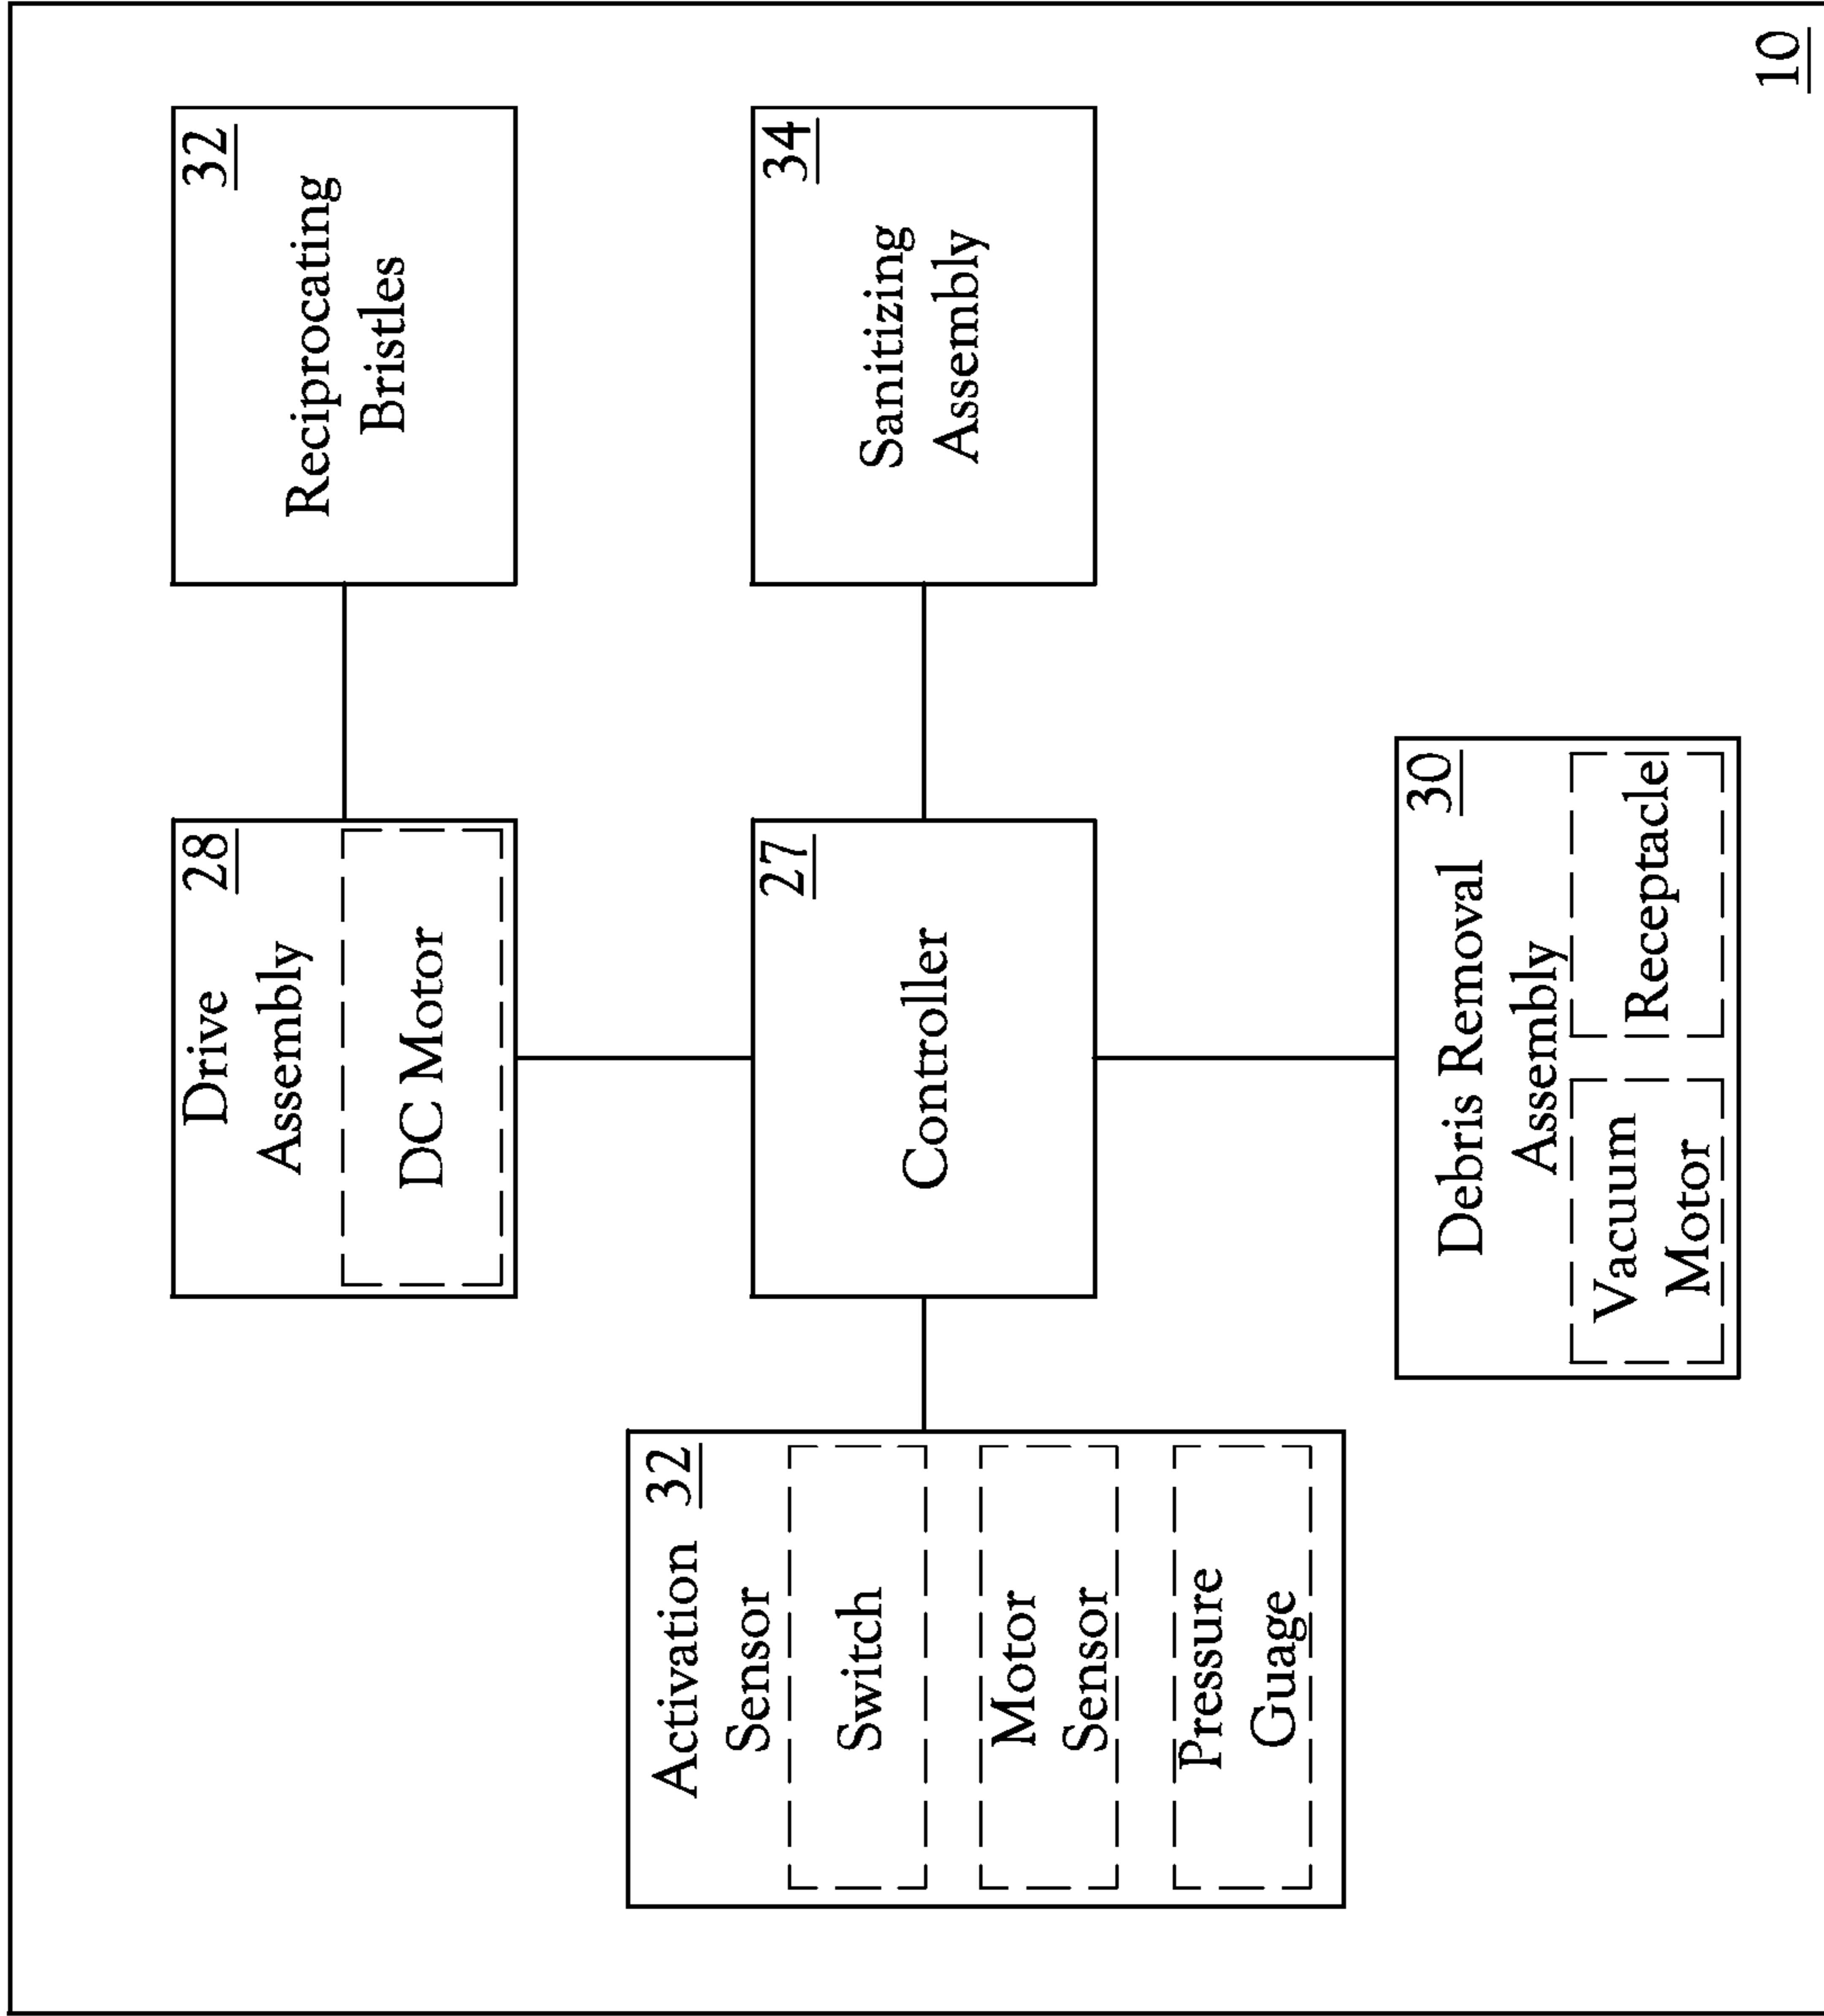 Drive 28
Assembly
DC Motor
32
Reciprocating
Bristles
Activation 32
Sensor
Switch
Motor
Sensor
Pressure
Guage
27
Controller
34
Sanitizing
Assembly
Debris Removal 30
Assembly
Vacuum
Motor
Receptacle
10